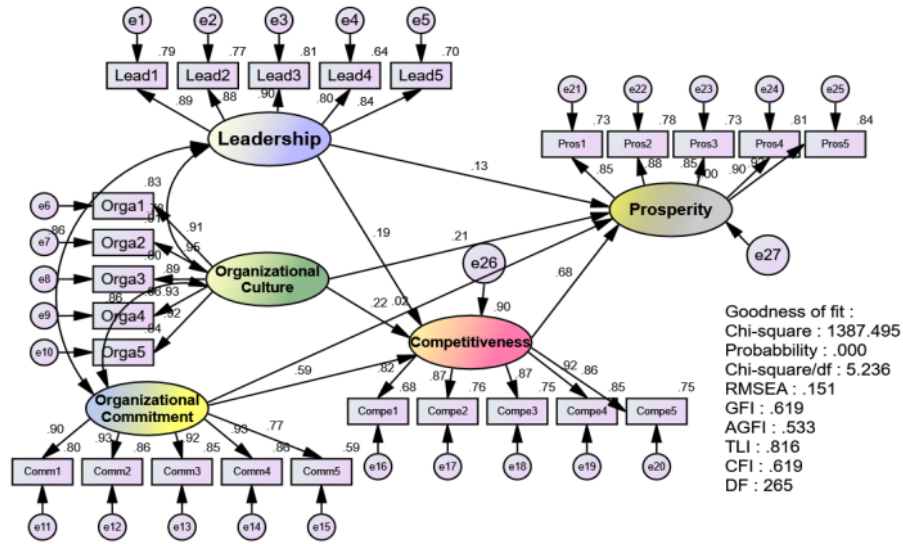 e1 e2 e3 e4 e5
.79 .77 .81 .64 .70
Lead1 Lead2 Lead3 Lead4 Lead5
.89 .88 .90 .80 .84
Leadership
e21 e22 e23 e24 e25
.73 .78 .73 .81 .84
Pros1 Pros2 Pros3 Pros4 Pros5
.85 .88 .85 .90
Prosperity
e27
.13
.19
.21
.68
.22 .02
.59
.83
e6 Orga1
.91
e7 .86 Orga2
.95
e8 Orga3 .89
e9 .86 Orga4 .93
.92
e10 Orga5
Organizational
Culture
e26
.90
Competitiveness
.82 .87 .87 .92 .86
.68 .76 .75 .85 .75
Compe1 Compe2 Compe3 Compe4 Compe5
e16 e17 e18 e19 e20
Organizational
Commitment
.90 .93 .92 .93 .77
.80 .86 .85 .86 .59
Comm1 Comm2 Comm3 Comm4 Comm5
e11 e12 e13 e14 e15
Goodness of fit :
Chi-square : 1387.495
Probabbility : .000
Chi-square/df : 5.236
RMSEA : .151
GFI : .619
AGFI : .533
TLI : .816
CFI : .619
DF : 265